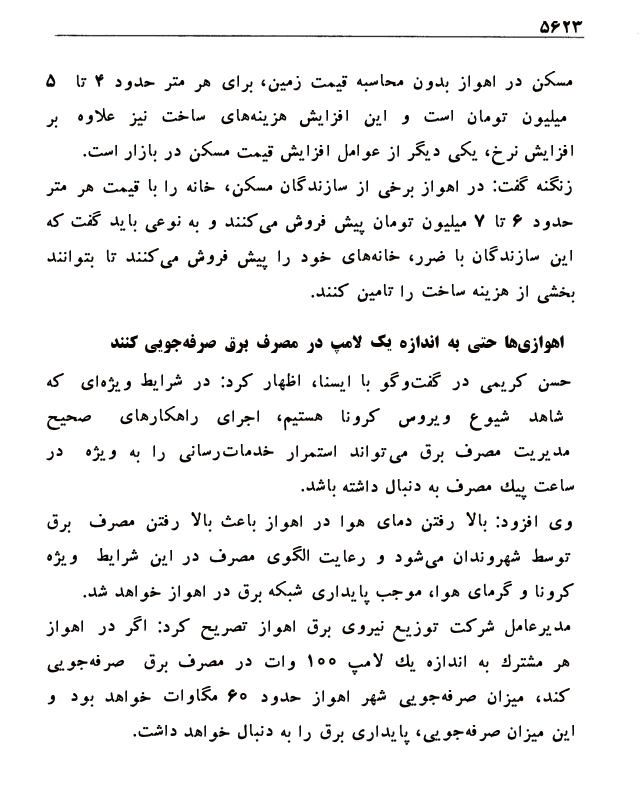 ۵۶۲۳
مسکن در اهواز بدون محاسبه قیمت زمین، برای هر متر حدود ۴ تا ۵
میلیون تومان است و این افزایش هزینه‌های ساخت نیز علاوه بر
افزایش نرخ، یکی دیگر از عوامل افزایش قیمت مسکن در بازار است.
زنگنه گفت: در اهواز برخی از سازندگان مسکن، خانه را با قیمت هر متر
حدود ۶ تا ۷ میلیون تومان پیش فروش می‌کنند و به نوعی باید گفت که
این سازندگان با ضرر، خانه‌های خود را پیش فروش می‌کنند تا بتوانند
بخشی از هزینه ساخت را تامین کنند.
اهوازی‌ها حتی به اندازه یک لامپ در مصرف برق صرفه‌جویی کنند
حسن کریمی در گفت‌وگو با ایسنا، اظهار کرد: در شرایط ویژه‌ای که
شاهد شیوع ویروس کرونا هستیم، اجرای راهکارهای صحیح
مدیریت مصرف برق می‌تواند استمرار خدمات‌رسانی را به ویژه در
ساعت پیک مصرف به دنبال داشته باشد.
وی افزود: بالا رفتن دمای هوا در اهواز باعث بالا رفتن مصرف برق
توسط شهروندان می‌شود و رعایت الگوی مصرف در این شرایط ویژه
کرونا و گرمای هوا، موجب پایداری شبکه برق در اهواز خواهد شد.
مدیرعامل شرکت توزیع نیروی برق اهواز تصریح کرد: اگر در اهواز
هر مشترک به اندازه یک لامپ ۱۰۰ وات در مصرف برق صرفه‌جویی
کند، میزان صرفه‌جویی شهر اهواز حدود ۶۰ مگاوات خواهد بود و
این میزان صرفه‌جویی، پایداری برق را به دنبال خواهد داشت.